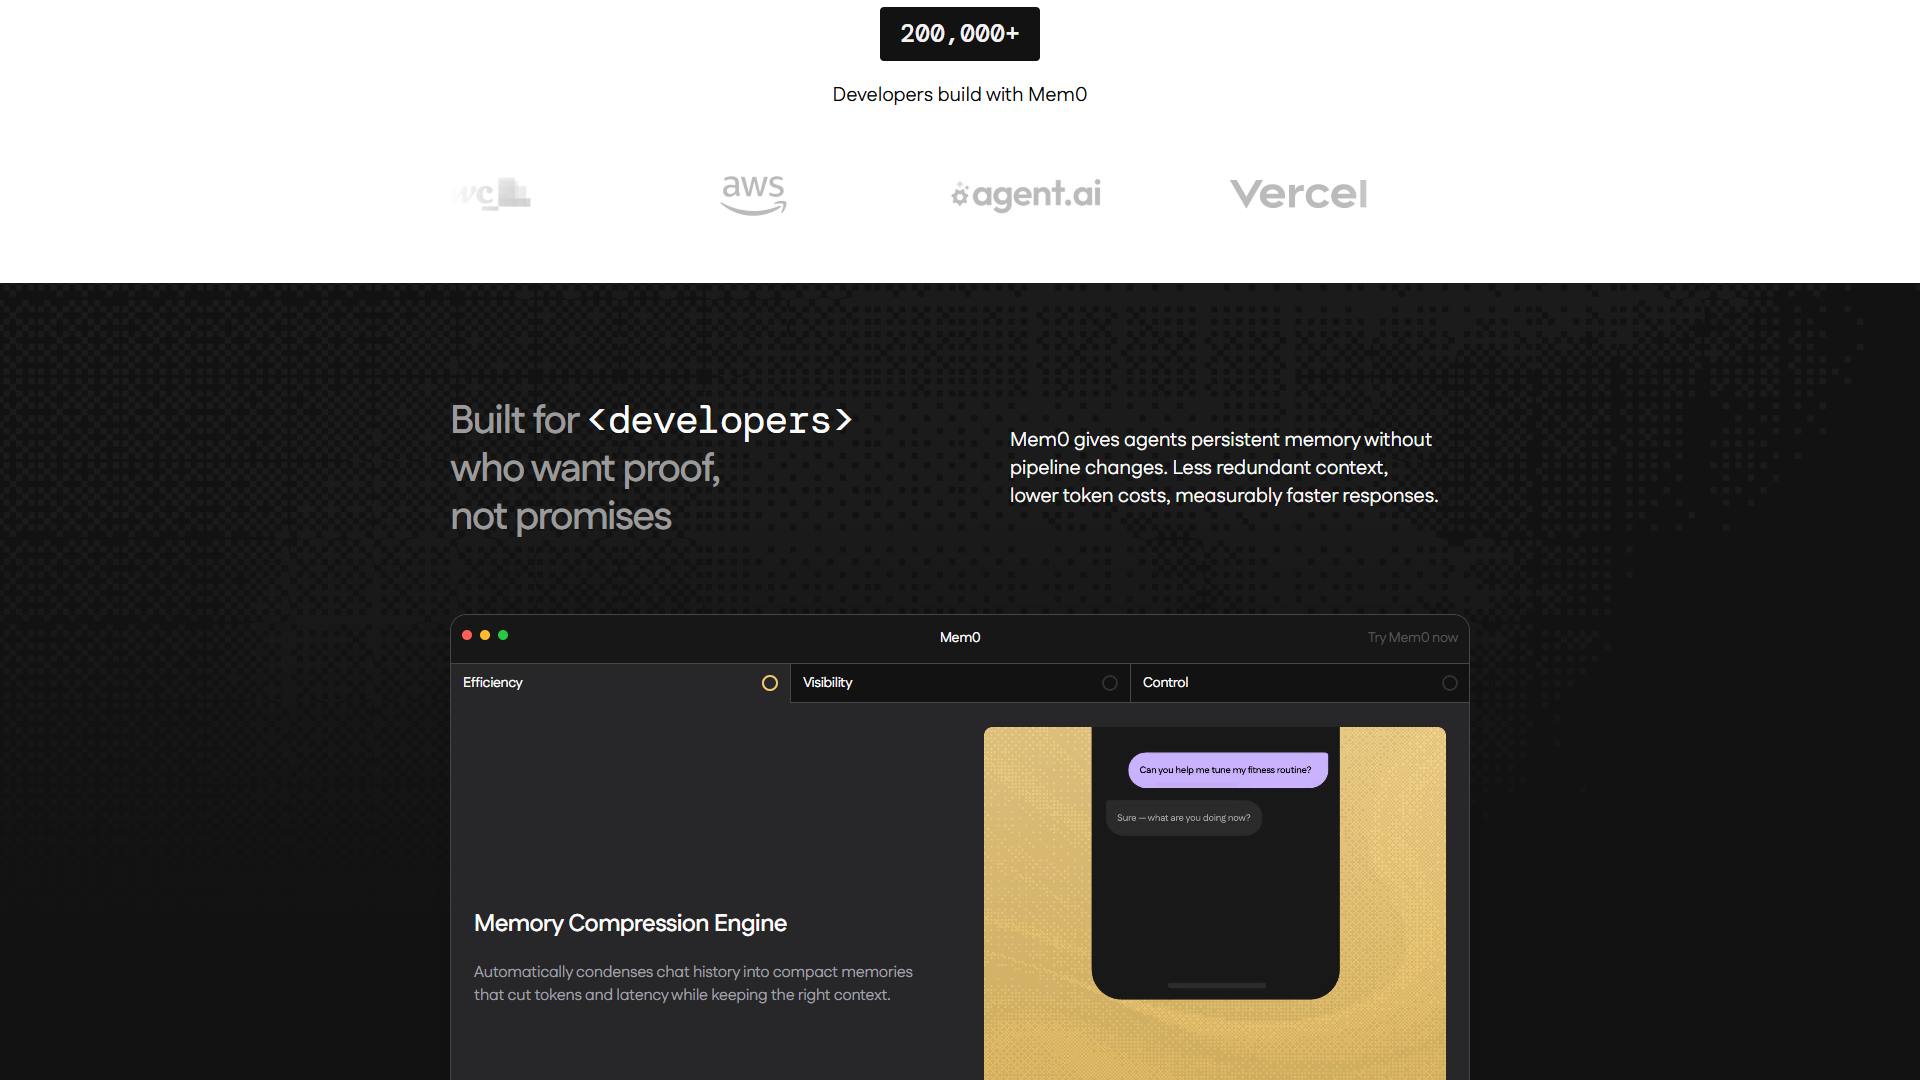 200,000+
Developers build with Mem0
wc
aws
agent.ai
Vercel
Built for <developers>
who want proof,
not promises
Mem0 gives agents persistent memory without
pipeline changes. Less redundant context,
lower token costs, measurably faster responses.
Mem0
Try Mem0 now
Efficiency
Visibility
Control
Can you help me tune my fitness routine?
Sure — what are you doing now?
Memory Compression Engine
Automatically condenses chat history into compact memories
that cut tokens and latency while keeping the right context.